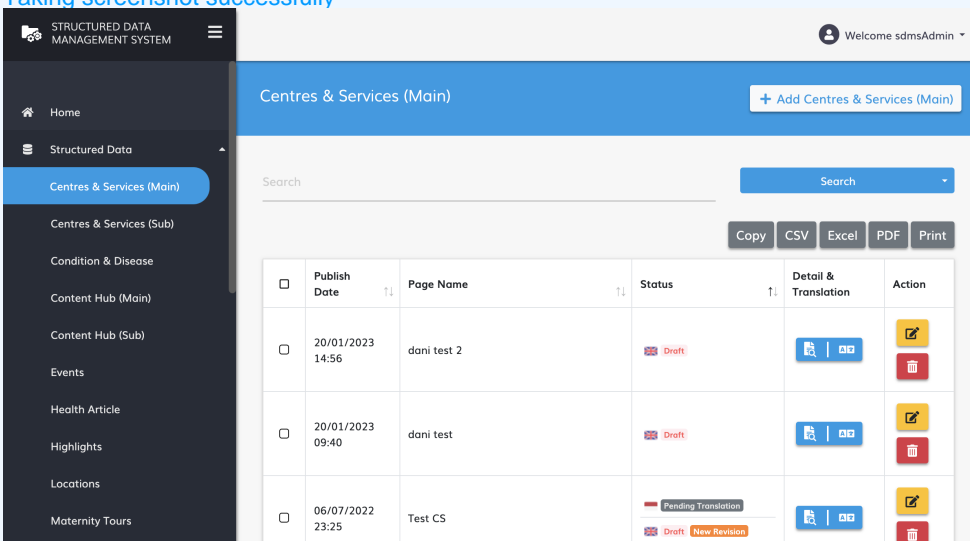 Taking screenshot successfully
STRUCTURED DATA
MANAGEMENT SYSTEM
Welcome sdmsAdmin
Centres & Services (Main)
+ Add Centres & Services (Main)
Home
Structured Data
Centres & Services (Main)
Centres & Services (Sub)
Condition & Disease
Content Hub (Main)
Content Hub (Sub)
Events
Health Article
Highlights
Locations
Maternity Tours
Search
Search
Copy
CSV
Excel
PDF
Print
Publish
Date
Page Name
Status
Detail &
Translation
Action
20/01/2023
14:56
dani test 2
Draft
20/01/2023
09:40
dani test
Draft
06/07/2022
23:25
Test CS
Pending Translation
Draft New Revision